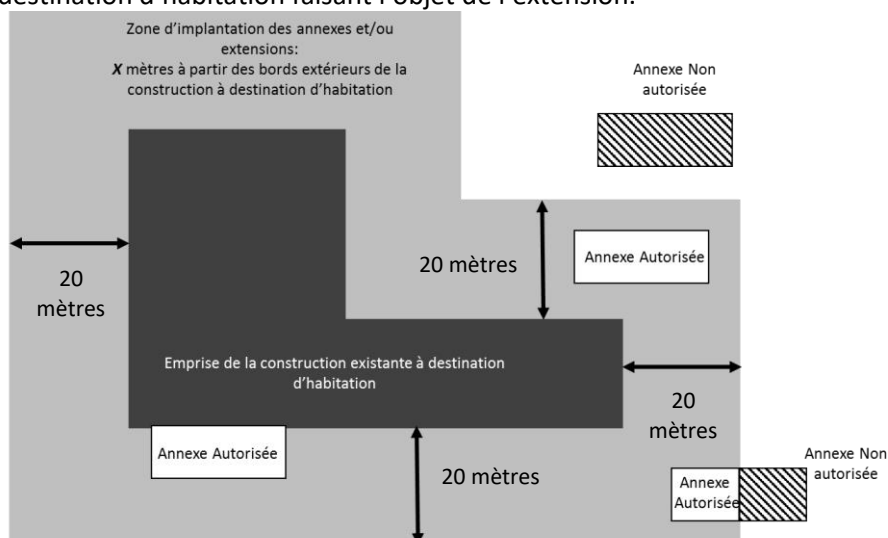 destination d'habitation faisant l'objet de l'extension.
Zone d'implantation des annexes et/ou
extensions:
X mètres à partir des bords extérieurs de la
construction à destination d'habitation
Annexe Non
autorisée
20 mètres
Annexe Autorisée
20
mètres
Emprise de la construction existante à destination
d'habitation
20
mètres
Annexe Autorisée
20 mètres
Annexe
Autorisée
Annexe Non
autorisée